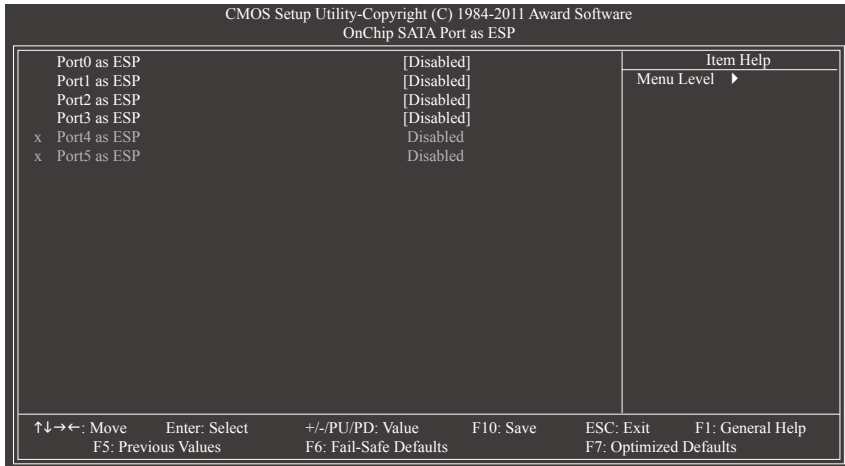 CMOS Setup Utility-Copyright (C) 1984-2011 Award Software
OnChip SATA Port as ESP
Port0 as ESP [Disabled]
Port1 as ESP [Disabled]
Port2 as ESP [Disabled]
Port3 as ESP [Disabled]
x Port4 as ESP Disabled
x Port5 as ESP Disabled
Item Help
Menu Level ▶
↑↓→←: Move Enter: Select +/-/PU/PD: Value F10: Save ESC: Exit F1: General Help
F5: Previous Values F6: Fail-Safe Defaults F7: Optimized Defaults